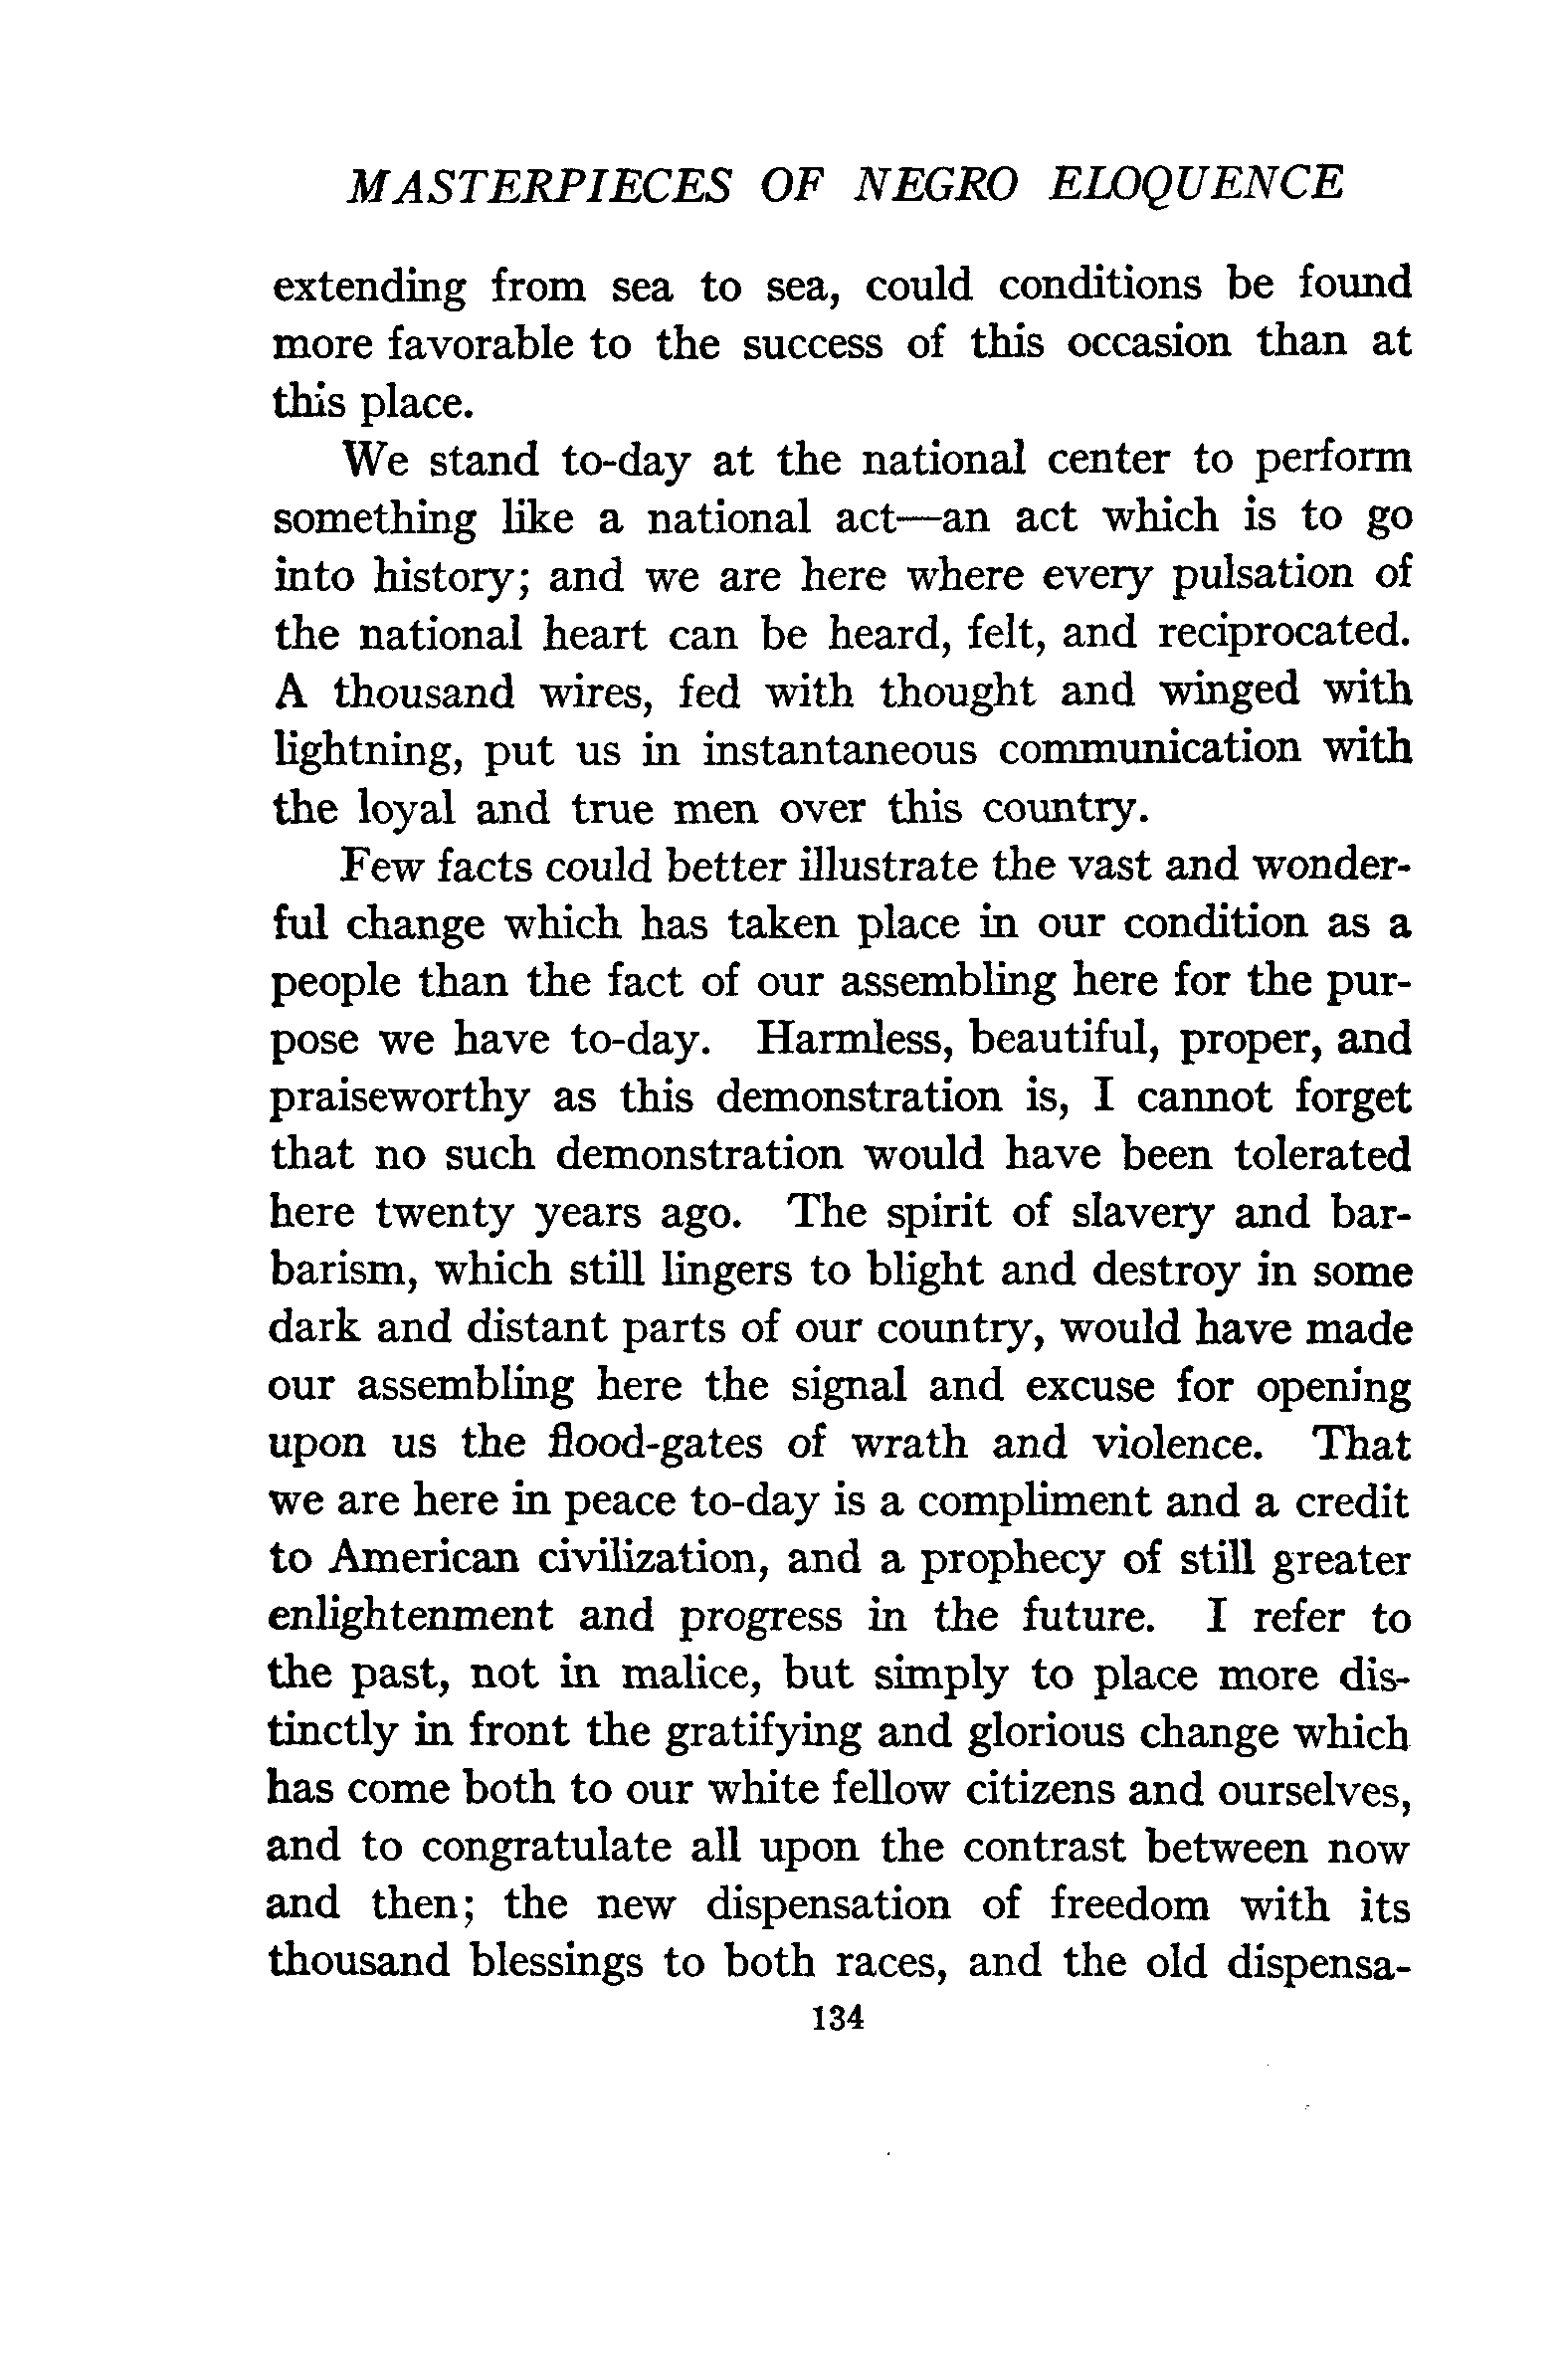 MASTERPIECES OF NEGRO ELOQUENCE
extending from sea to sea, could conditions be found
more favorable to the success of this occasion than at
this place.
We stand to-day at the national center to perform
something like a national act—an act which is to go
into history; and we are here where every pulsation of
the national heart can be heard, felt, and reciprocated.
A thousand wires, fed with thought and winged with
lightning, put us in instantaneous communication with
the loyal and true men over this country.
Few facts could better illustrate the vast and wonder-
ful change which has taken place in our condition as a
people than the fact of our assembling here for the pur-
pose we have to-day. Harmless, beautiful, proper, and
praiseworthy as this demonstration is, I cannot forget
that no such demonstration would have been tolerated
here twenty years ago. The spirit of slavery and bar-
barism, which still lingers to blight and destroy in some
dark and distant parts of our country, would have made
our assembling here the signal and excuse for opening
upon us the flood-gates of wrath and violence. That
we are here in peace to-day is a compliment and a credit
to American civilization, and a prophecy of still greater
enlightenment and progress in the future. I refer to
the past, not in malice, but simply to place more dis-
tinctly in front the gratifying and glorious change which
has come both to our white fellow citizens and ourselves,
and to congratulate all upon the contrast between now
and then; the new dispensation of freedom with its
thousand blessings to both races, and the old dispensa-
134